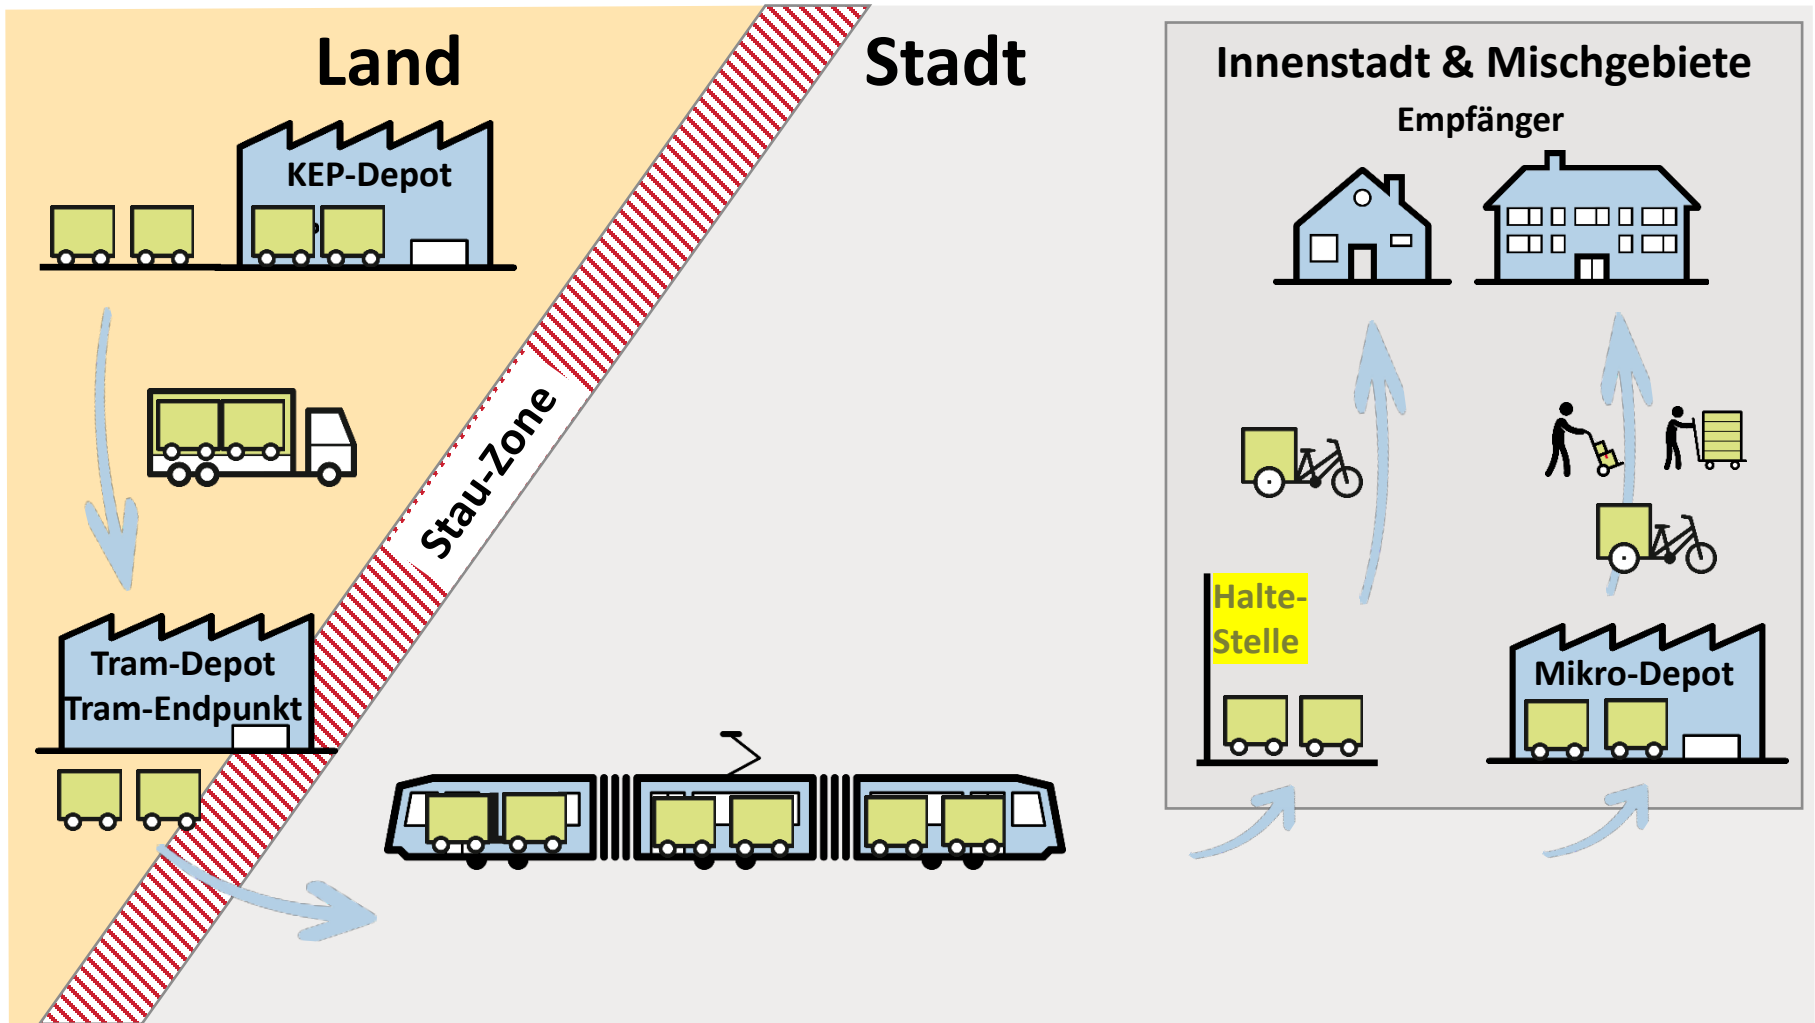 Land
Stadt
Innenstadt & Mischgebiete
Empfänger
KEP-Depot
Stau-Zone
Halte-
Stelle
Tram-Depot
Tram-Endpunkt
Mikro-Depot